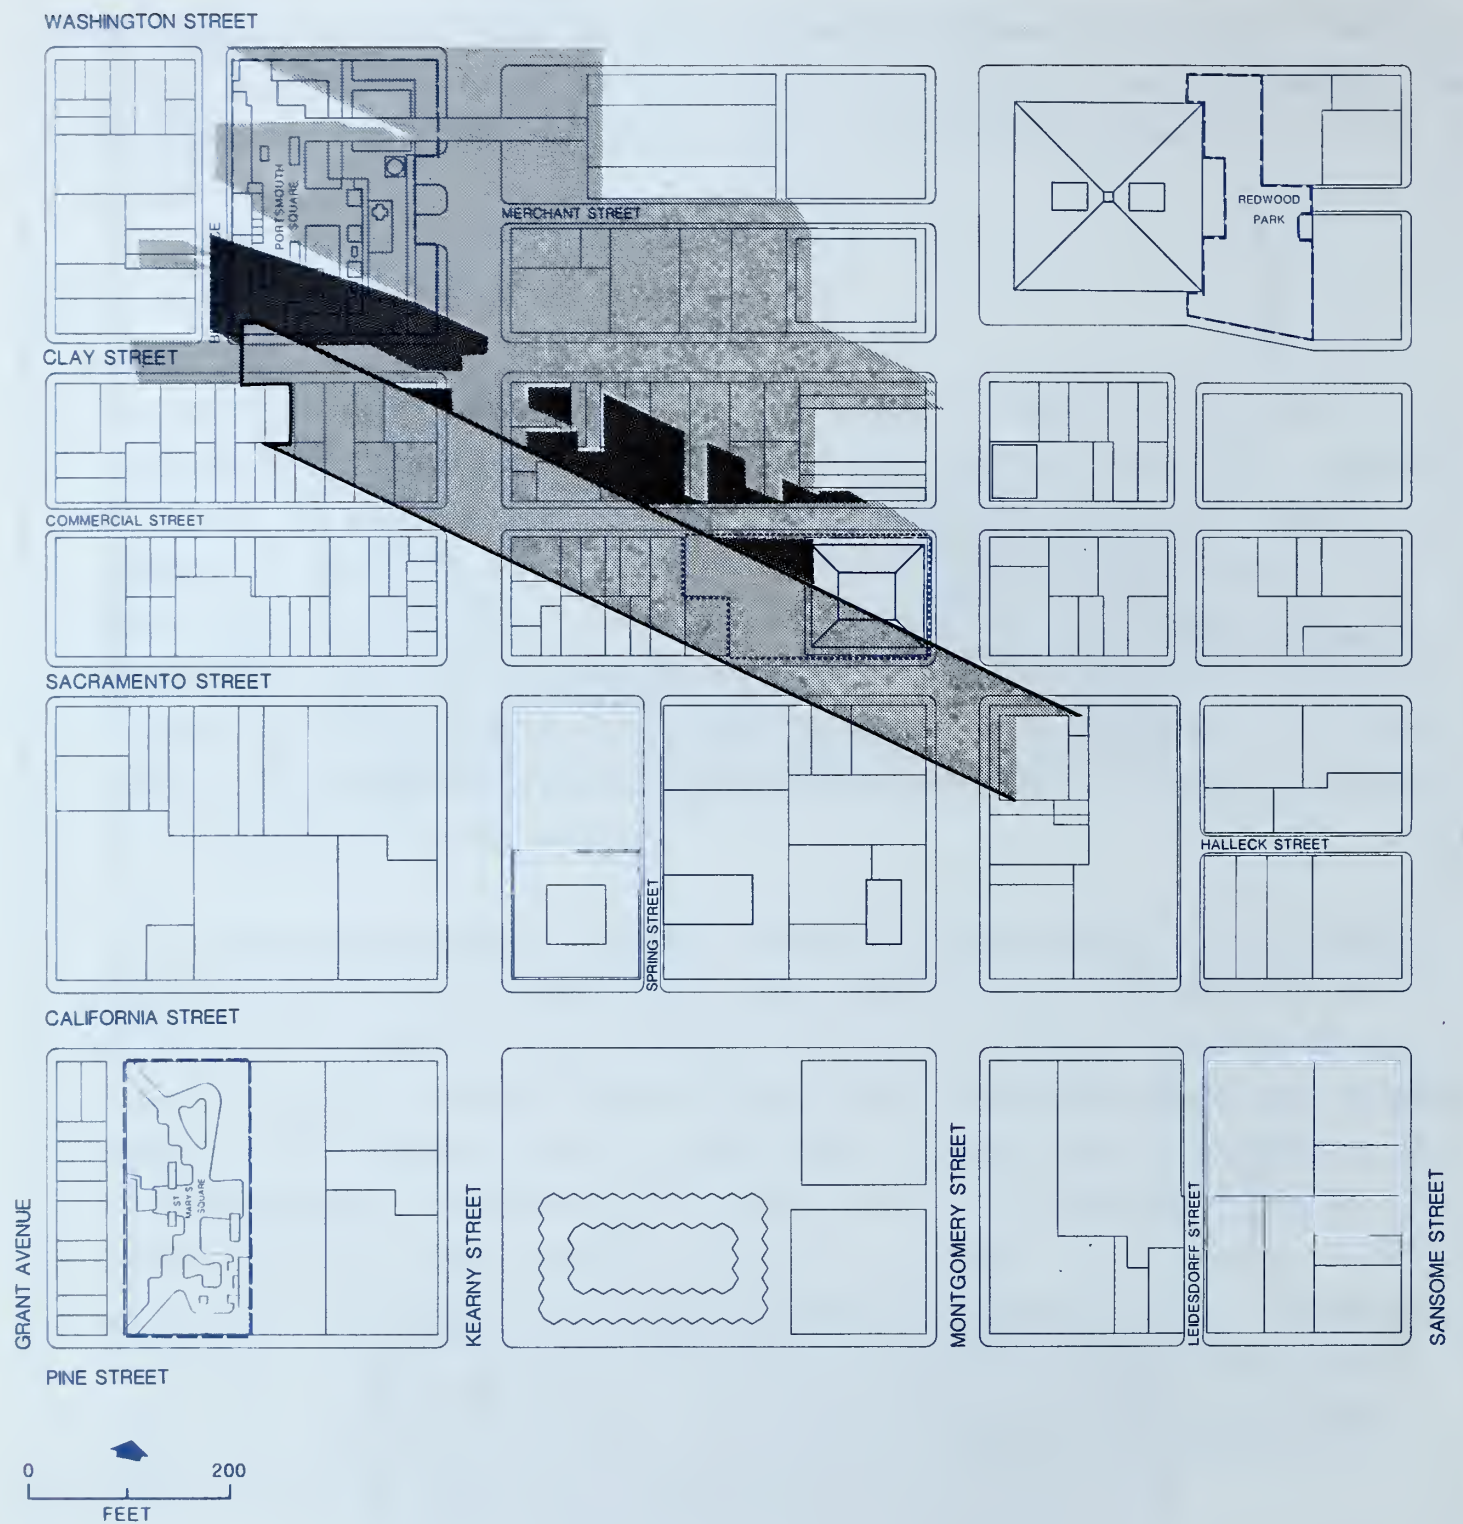 WASHINGTON STREET
PORTSMOUTH
SQUARE
MERCHANT STREET
REDWOOD
PARK
CLAY STREET
COMMERCIAL STREET
SACRAMENTO STREET
HALLECK STREET
SPRING STREET
CALIFORNIA STREET
ST
MARY'S
SQUARE
GRANT AVENUE
KEARNY STREET
MONTGOMERY STREET
LEIDESDORFF STREET
SANSOME STREET
PINE STREET
0 200
FEET